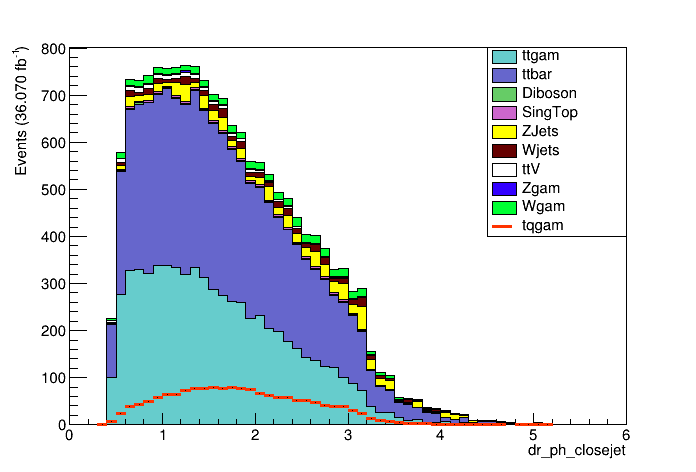 Events (36.070 fb⁻¹)
800
700
600
500
400
300
200
100
0
0 1 2 3 4 5 6
dr_ph_closejet
ttgam
ttbar
Diboson
SingTop
ZJets
Wjets
ttV
Zgam
Wgam
tqgam